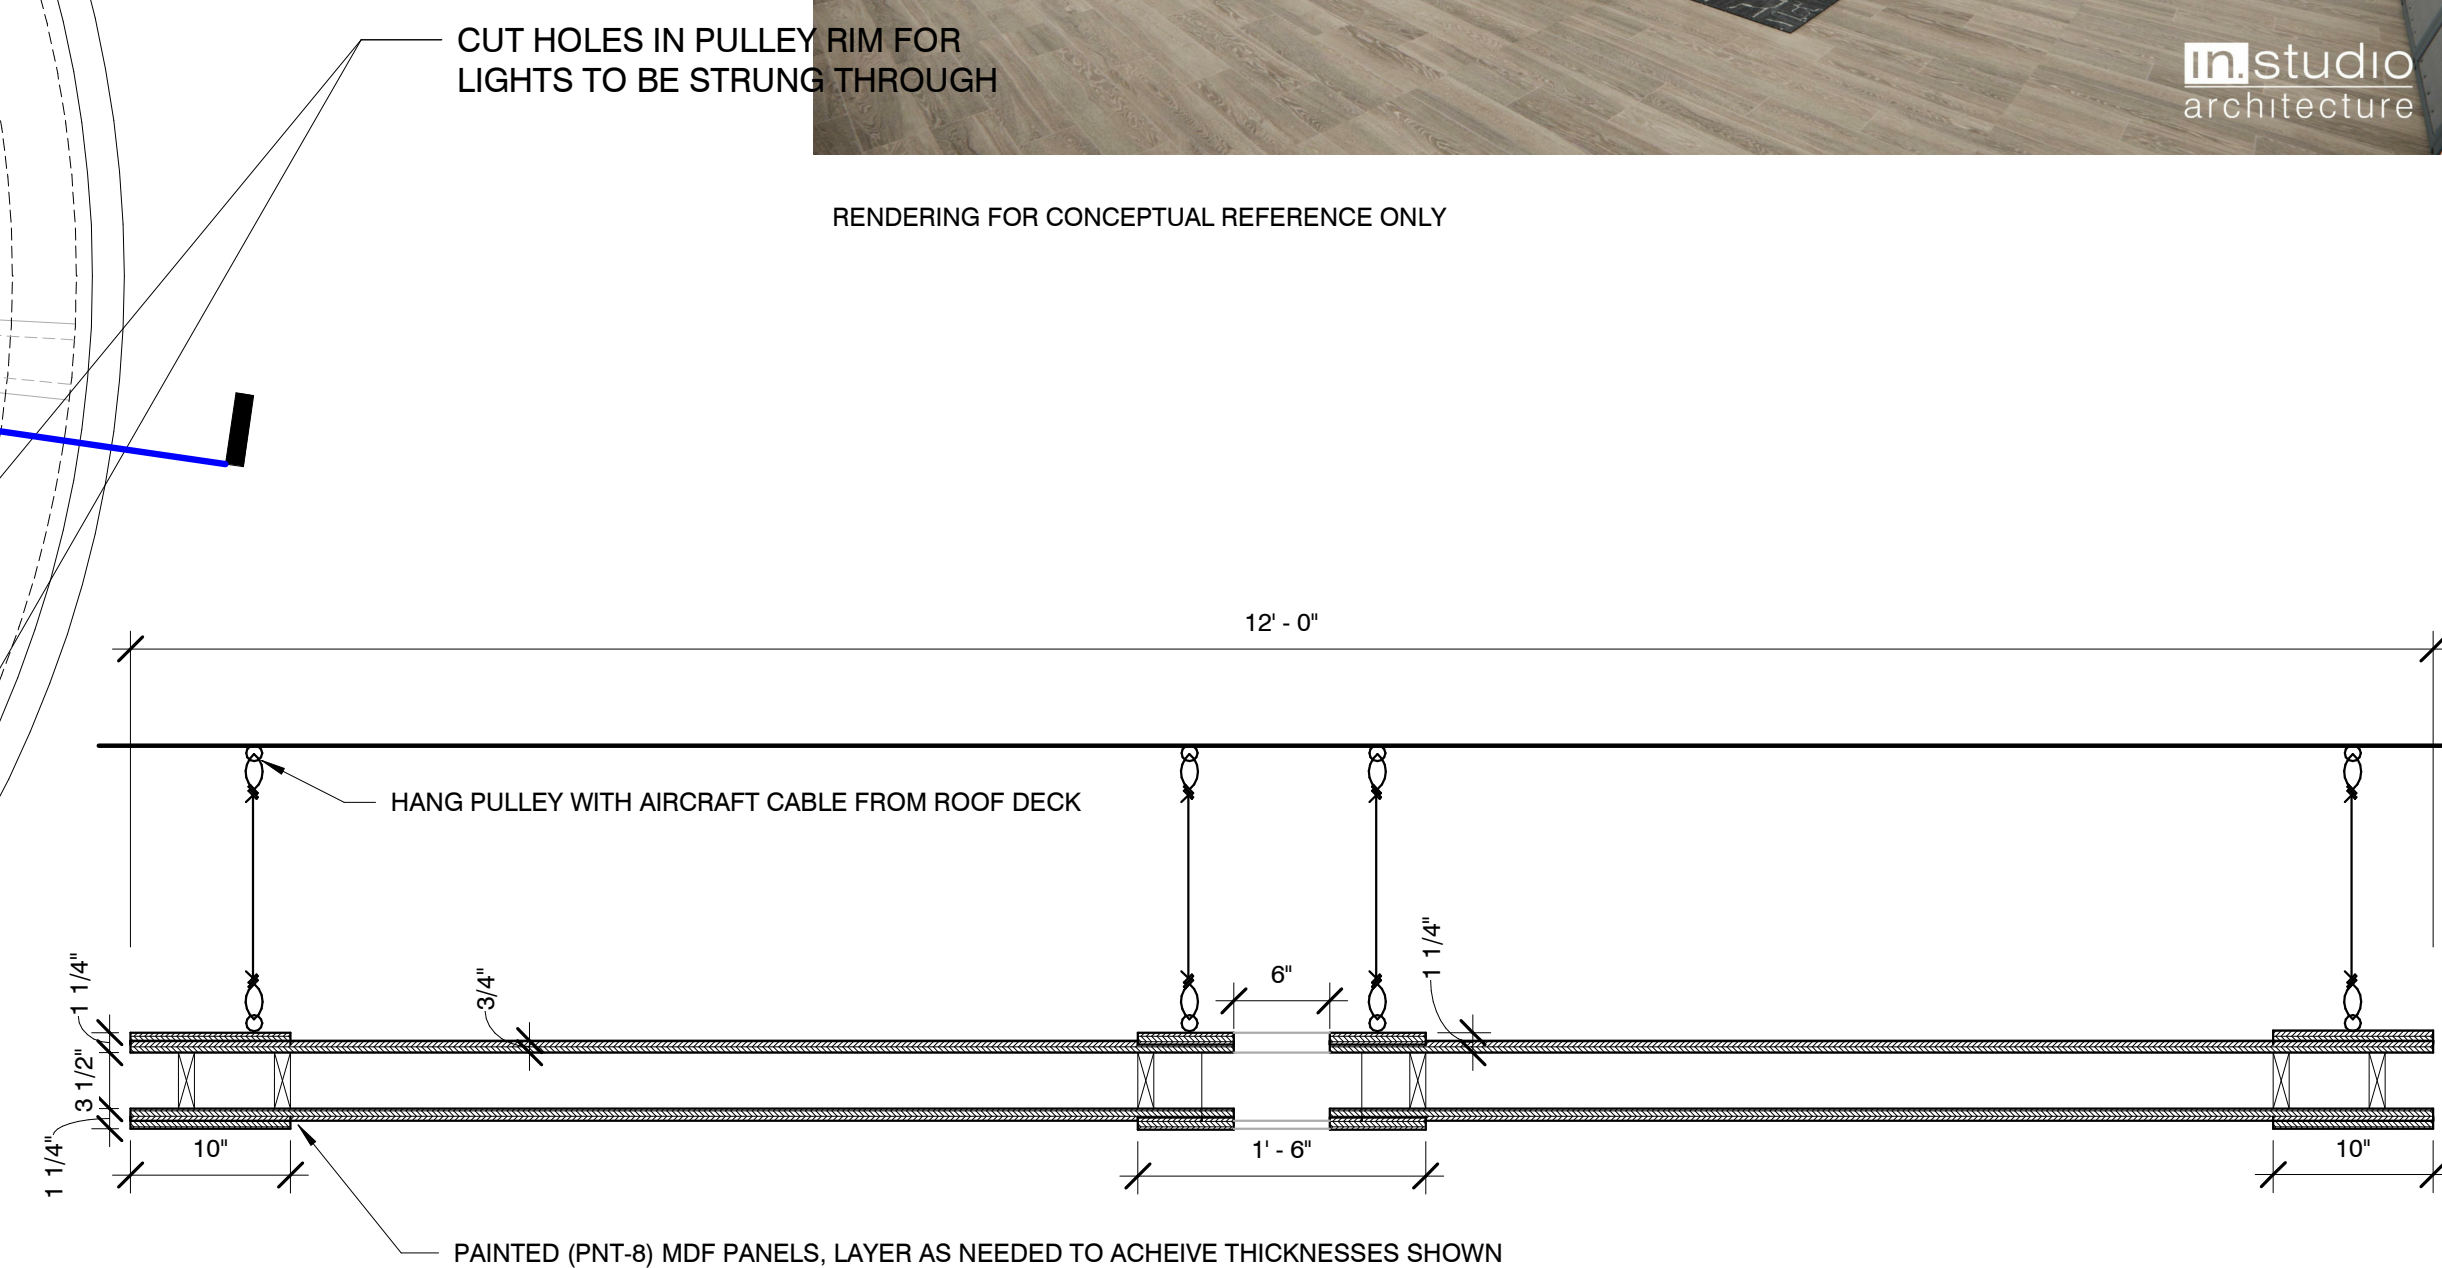 CUT HOLES IN PULLEY RIM FOR
LIGHTS TO BE STRUNG THROUGH
in.studio
architecture
RENDERING FOR CONCEPTUAL REFERENCE ONLY
12' - 0"
HANG PULLEY WITH AIRCRAFT CABLE FROM ROOF DECK
1 1/4"
3/4"
6"
1 1/4"
3 1/2"
1 1/4"
10"
1' - 6"
10"
PAINTED (PNT-8) MDF PANELS, LAYER AS NEEDED TO ACHEIVE THICKNESSES SHOWN